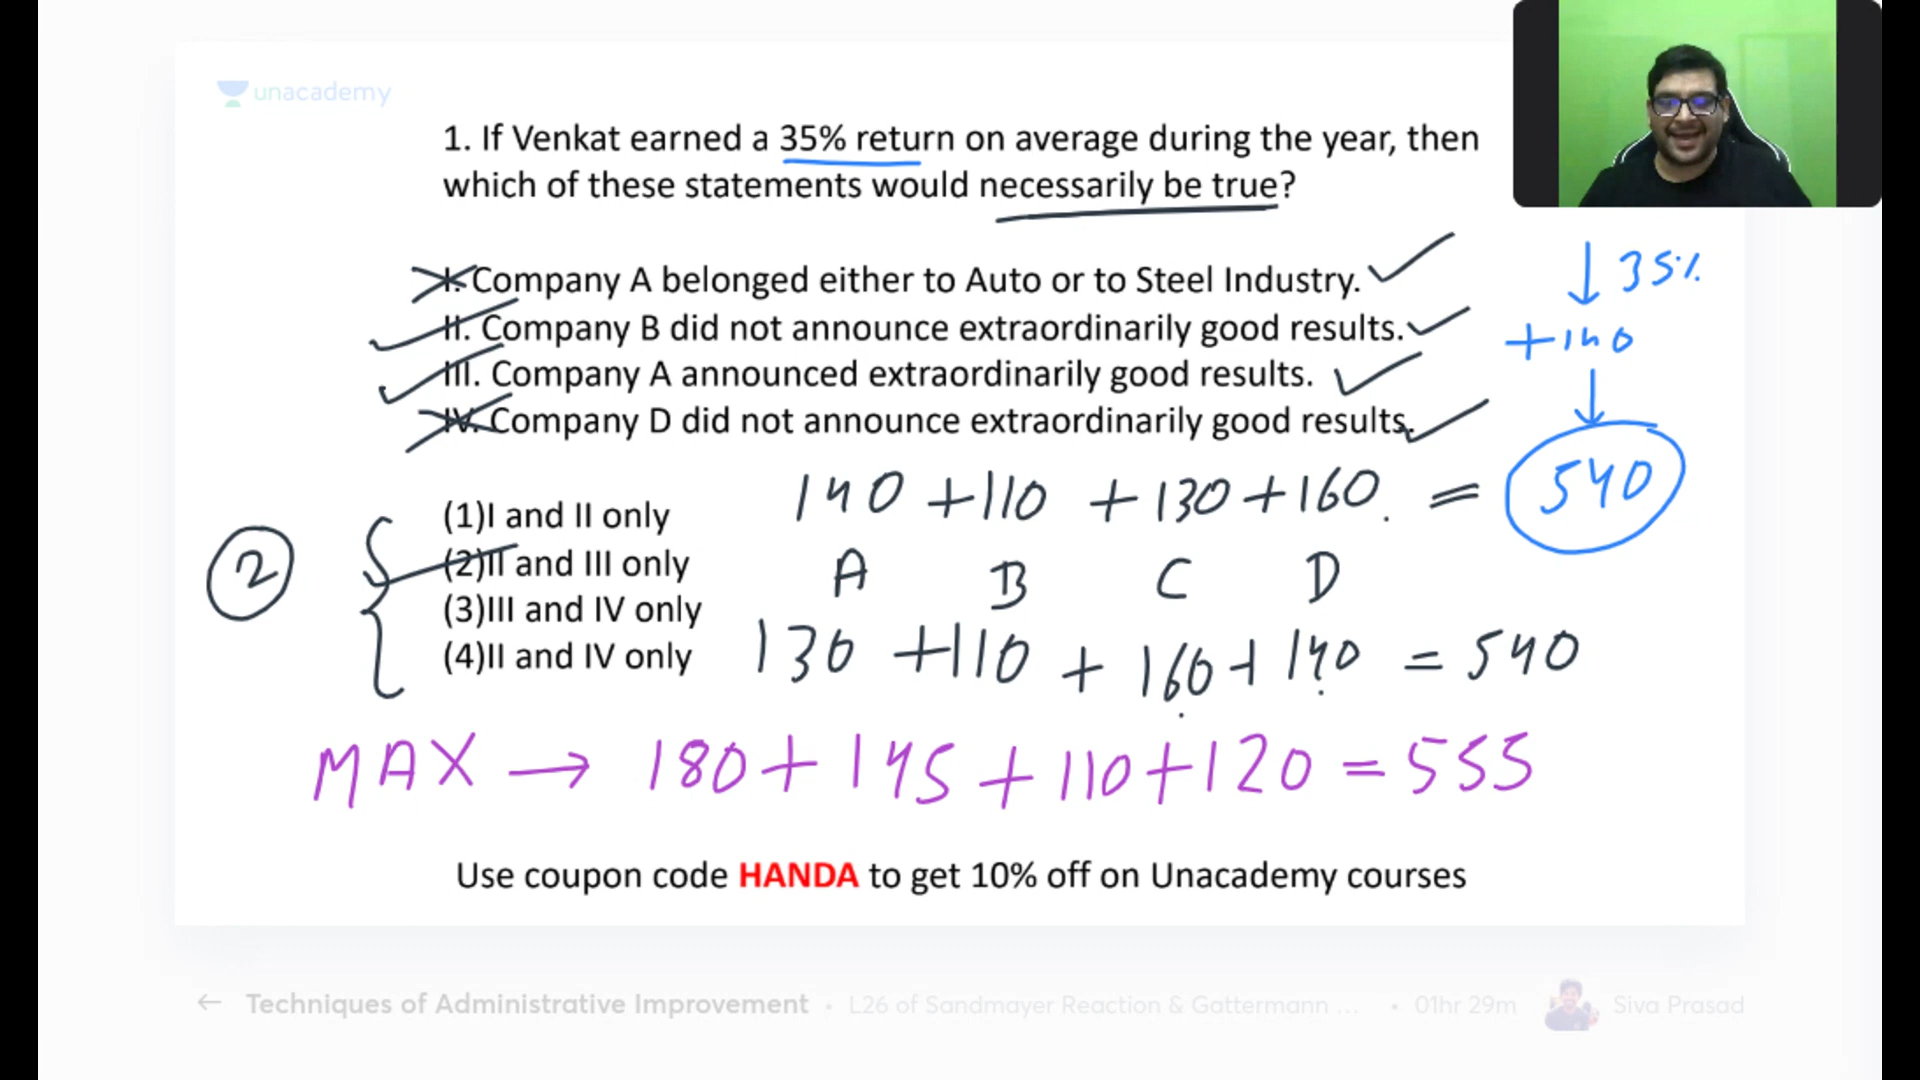 unacademy
1. If Venkat earned a 35% return on average during the year, then
which of these statements would necessarily be true?
I. Company A belonged either to Auto or to Steel Industry.
II. Company B did not announce extraordinarily good results.
III. Company A announced extraordinarily good results.
IV. Company D did not announce extraordinarily good results.
↓ 35%
+140
↓
540
(1)I and II only
(2)II and III only
(3)III and IV only
(4)II and IV only
2
140 +110 +130+160 = 540
A B C D
130 +110 + 160+ 140 = 540
MAX → 180+ 145 +110+120 = 555
Use coupon code HANDA to get 10% off on Unacademy courses
← Techniques of Administrative Improvement • L26 of Sandmayer Reaction & Gattermann ... • 01hr 29m Siva Prasad